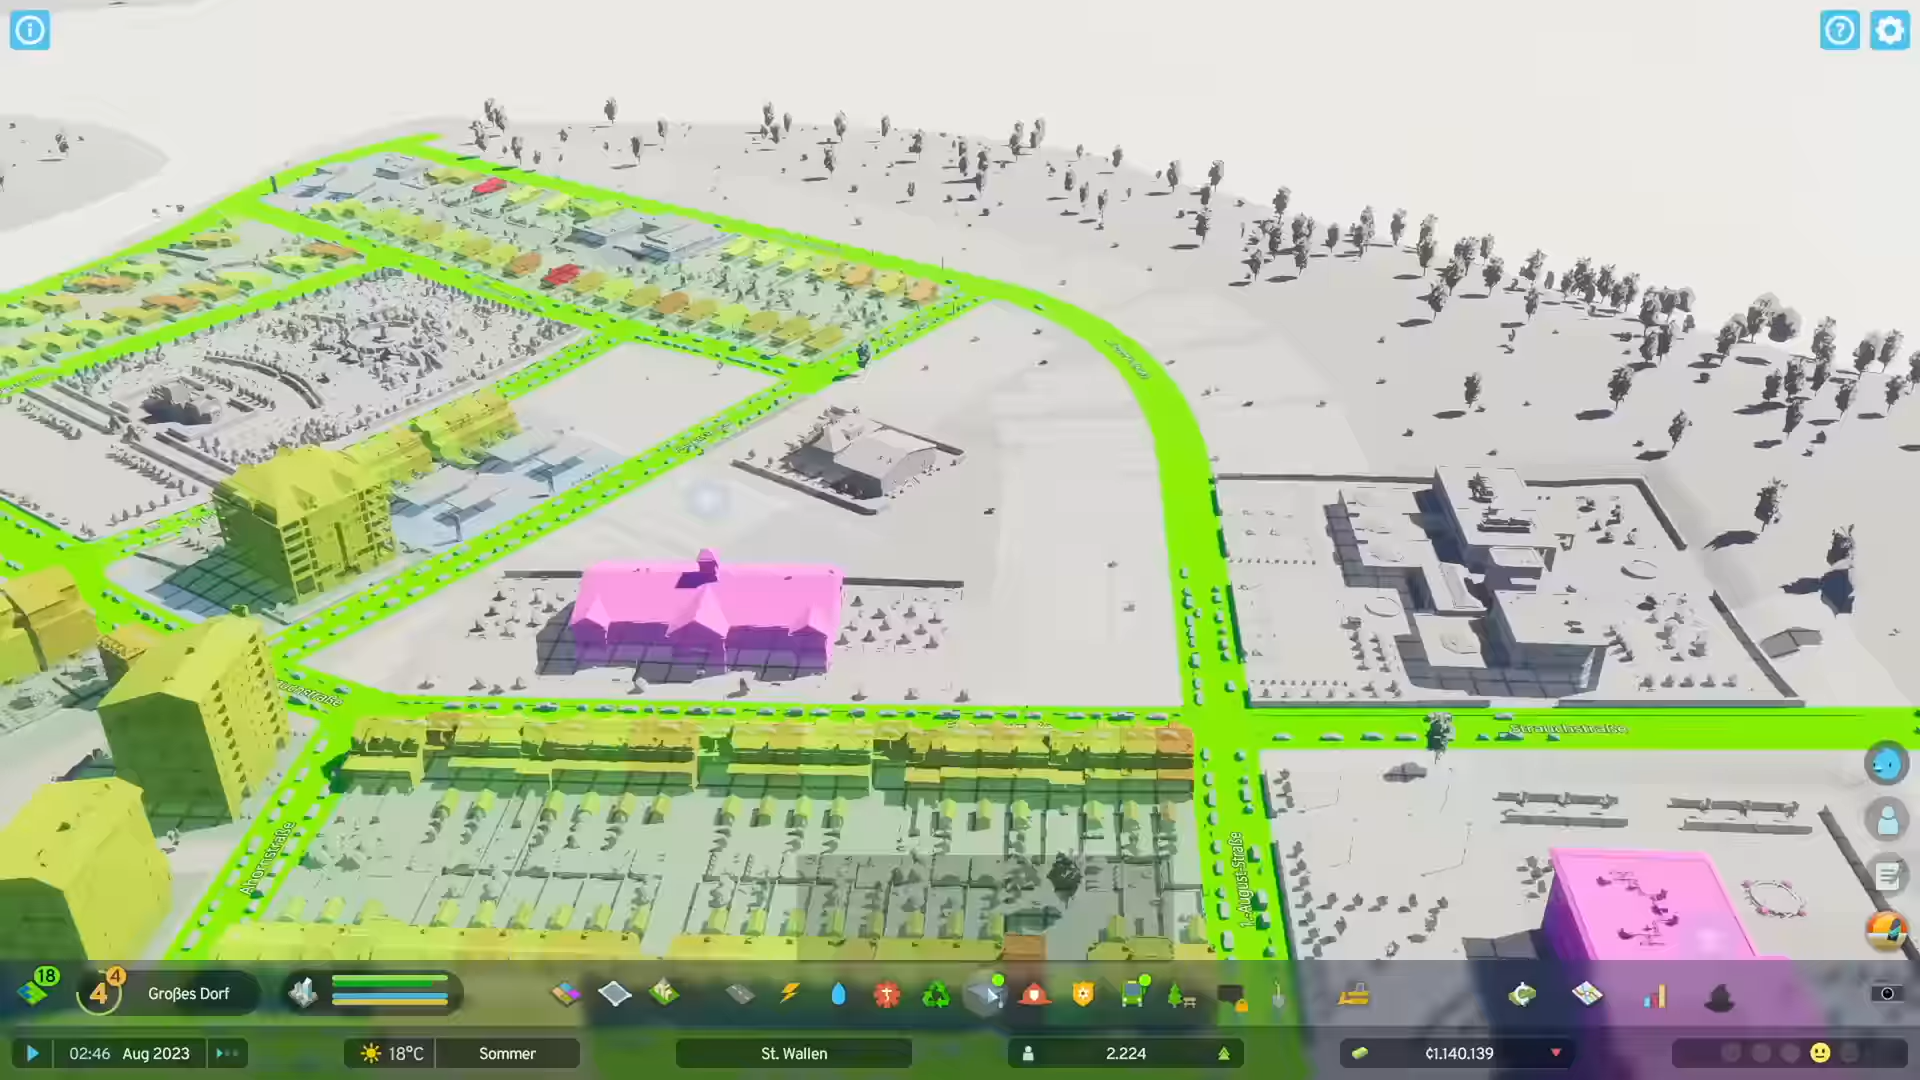 Strauchstraße
Ahornstraße
1.-August-Straße
18
4
4
Großes Dorf
02:46 Aug 2023
18°C
Sommer
St. Wallen
2.224
¢1.140.139